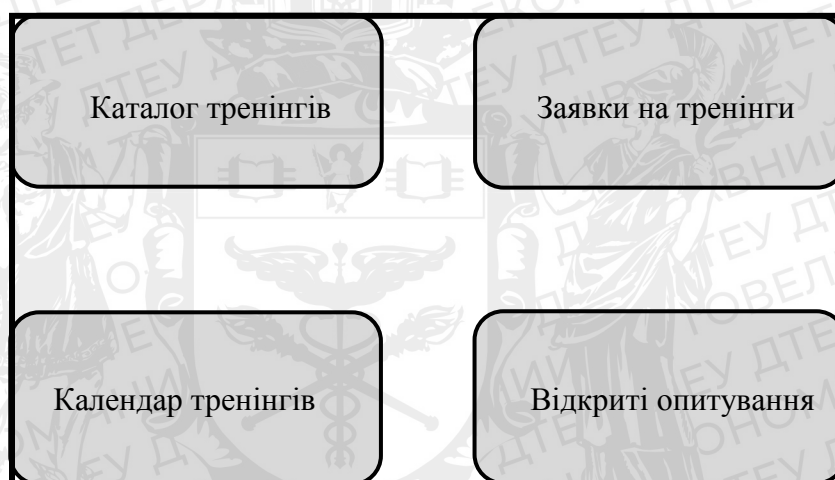 Каталог тренінгів
Заявки на тренінги
Календар тренінгів
Відкриті опитування